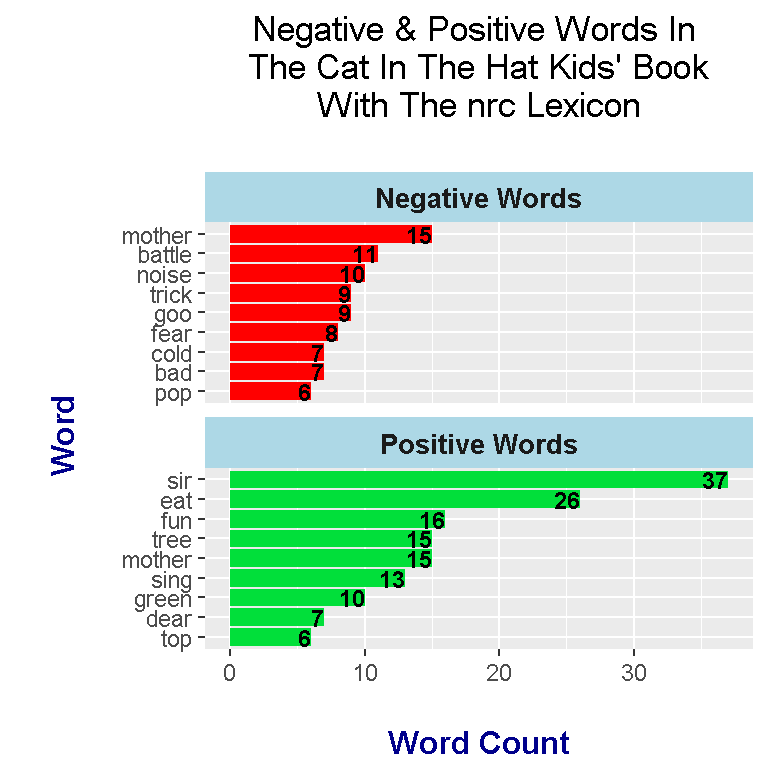 Negative & Positive Words In
The Cat In The Hat Kids' Book
With The nrc Lexicon
Negative Words
mother 15
battle 11
noise 10
trick 9
goo 9
fear 8
cold 7
bad 7
pop 6
Word
Positive Words
sir 37
eat 26
fun 16
tree 15
mother 15
sing 13
green 10
dear 7
top 6
0 10 20 30
Word Count